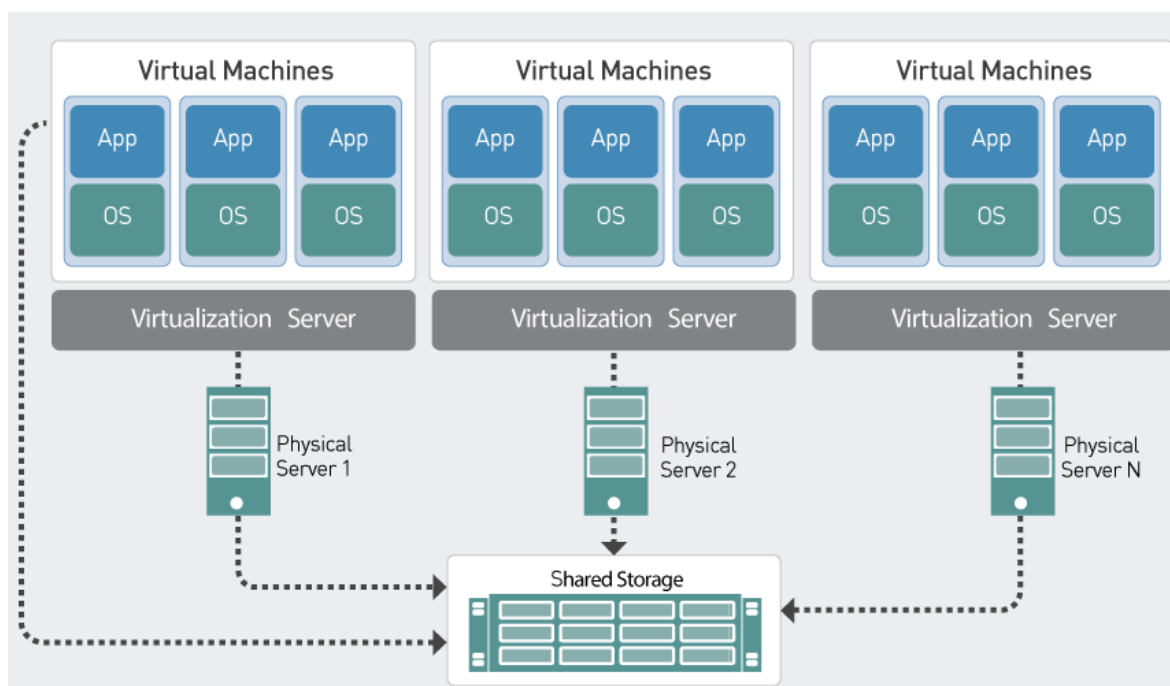 Virtual Machines
Virtual Machines
Virtual Machines
App App App
App App App
App App App
OS OS OS
OS OS OS
OS OS OS
Virtualization Server
Virtualization Server
Virtualization Server
Physical
Server 1
Physical
Server 2
Physical
Server N
Shared Storage